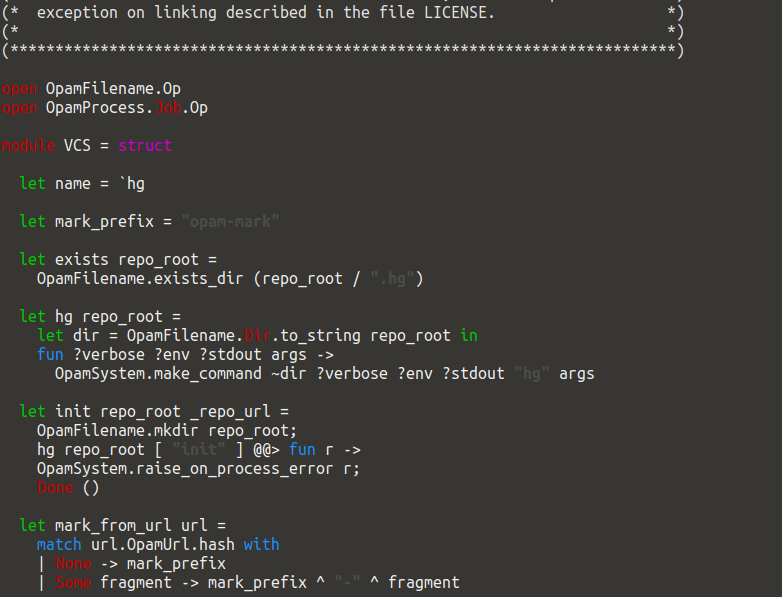 (*  exception on linking described in the file LICENSE.                   *)
(*                                                                        *)
(**************************************************************************)

open OpamFilename.Op
open OpamProcess.Job.Op

module VCS = struct

  let name = `hg

  let mark_prefix = "opam-mark"

  let exists repo_root =
    OpamFilename.exists_dir (repo_root / ".hg")

  let hg repo_root =
    let dir = OpamFilename.Dir.to_string repo_root in
    fun ?verbose ?env ?stdout args ->
      OpamSystem.make_command ~dir ?verbose ?env ?stdout "hg" args

  let init repo_root _repo_url =
    OpamFilename.mkdir repo_root;
    hg repo_root [ "init" ] @@> fun r ->
    OpamSystem.raise_on_process_error r;
    Done ()

  let mark_from_url url =
    match url.OpamUrl.hash with
    | None -> mark_prefix
    | Some fragment -> mark_prefix ^ "-" ^ fragment